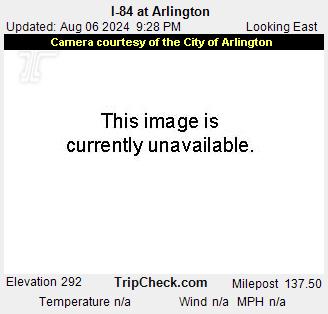 I-84 at Arlington
Updated: Aug 06 2024 9:28 PM Looking East
Camera courtesy of the City of Arlington
This image is
currently unavailable.
Elevation 292 TripCheck.com Milepost 137.50
Temperature n/a Wind n/a MPH n/a